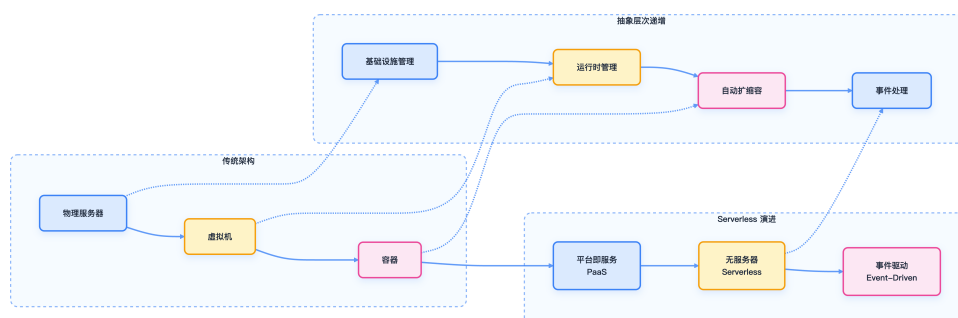 抽象层次递增
基础设施管理
运行时管理
自动扩缩容
事件处理
传统架构
物理服务器
虚拟机
容器
Serverless 演进
平台即服务
PaaS
无服务器
Serverless
事件驱动
Event-Driven